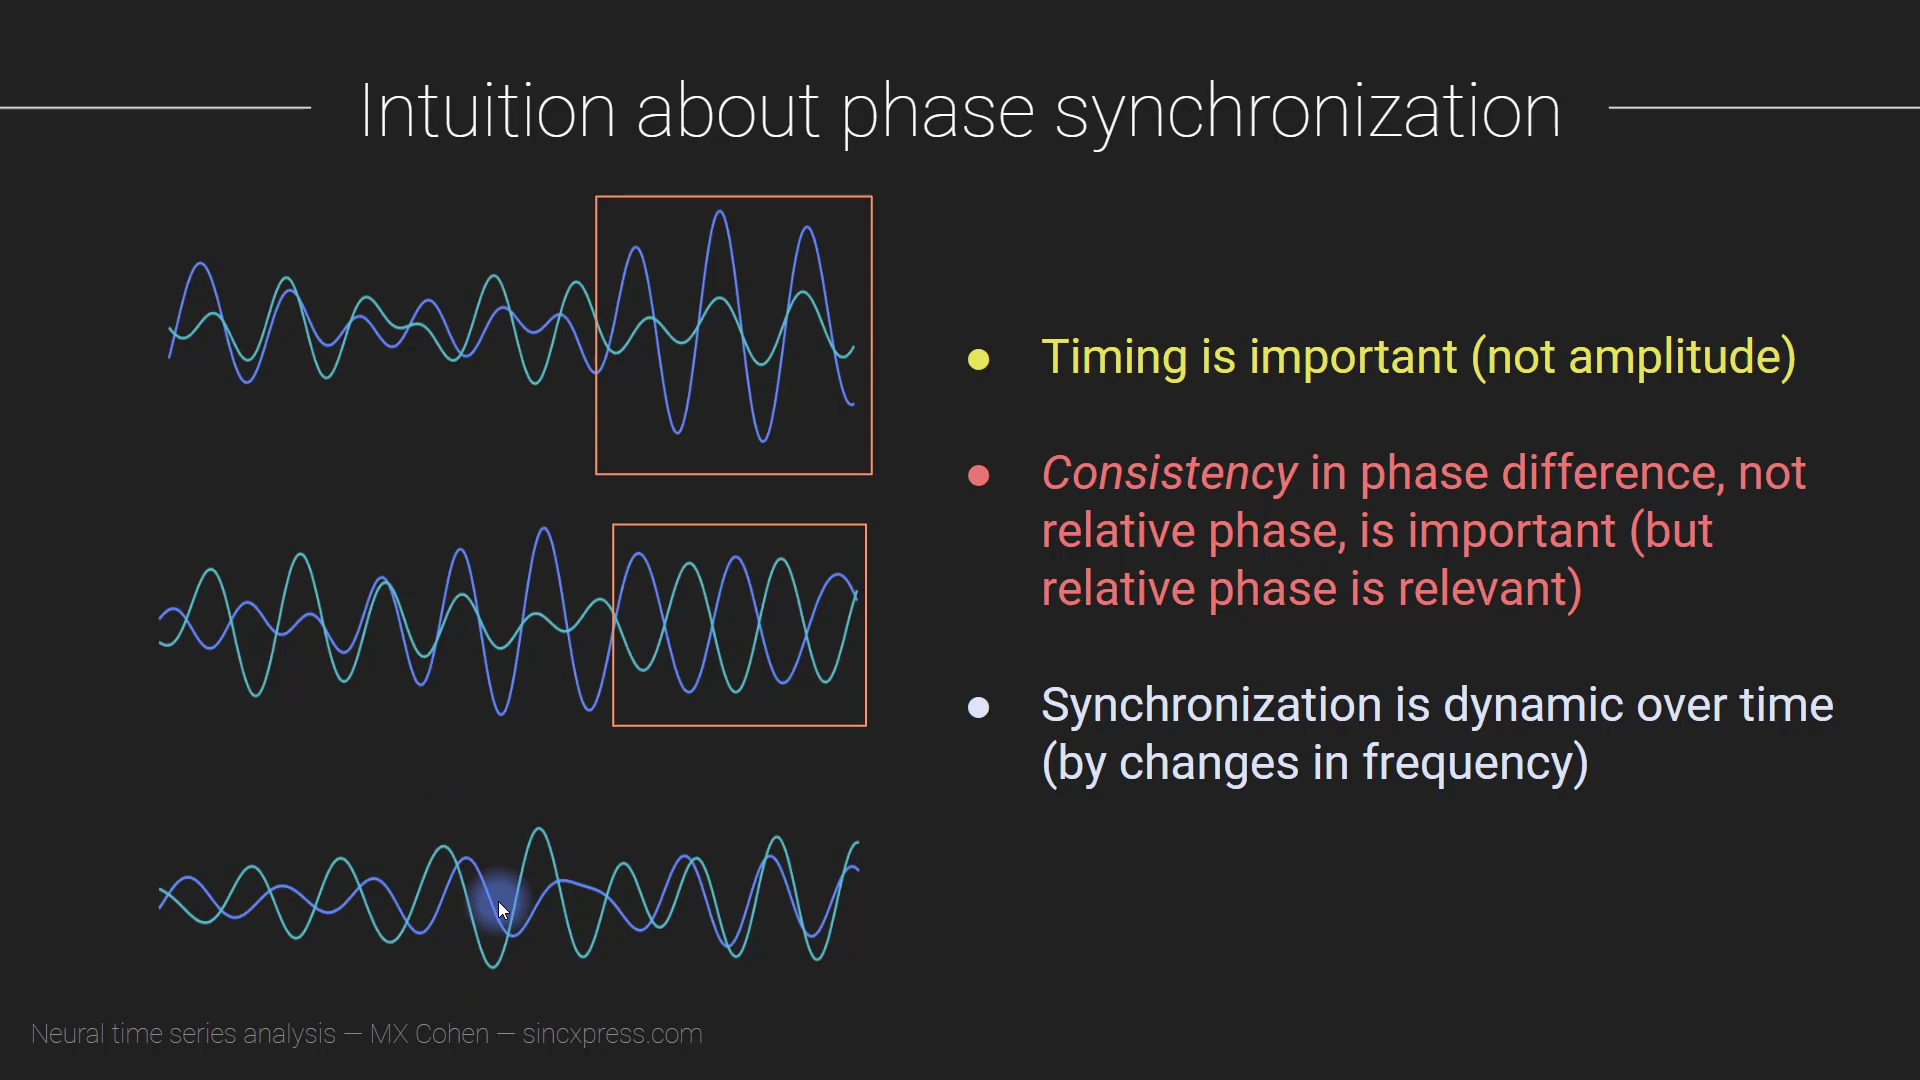 Intuition about phase synchronization
● Timing is important (not amplitude)
● Consistency in phase difference, not
relative phase, is important (but
relative phase is relevant)
● Synchronization is dynamic over time
(by changes in frequency)
Neural time series analysis — MX Cohen — sincxpress.com